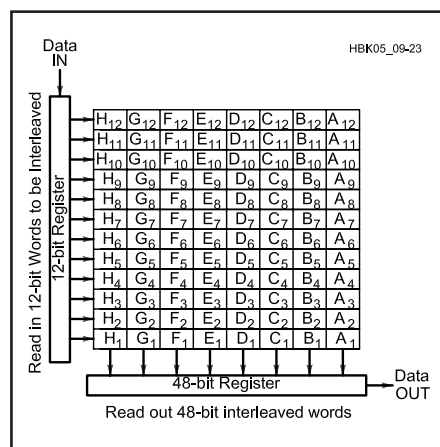 Data
IN
HBK05_09-23
Read in 12-bit Words to be Interleaved
12-bit Register
H12 G12 F12 E12 D12 C12 B12 A12
H11 G11 F11 E11 D11 C11 B11 A11
H10 G10 F10 E10 D10 C10 B10 A10
H9 G9 F9 E9 D9 C9 B9 A9
H8 G8 F8 E8 D8 C8 B8 A8
H7 G7 F7 E7 D7 C7 B7 A7
H6 G6 F6 E6 D6 C6 B6 A6
H5 G5 F5 E5 D5 C5 B5 A5
H4 G4 F4 E4 D4 C4 B4 A4
H3 G3 F3 E3 D3 C3 B3 A3
H2 G2 F2 E2 D2 C2 B2 A2
H1 G1 F1 E1 D1 C1 B1 A1
48-bit Register
Data
OUT
Read out 48-bit interleaved words